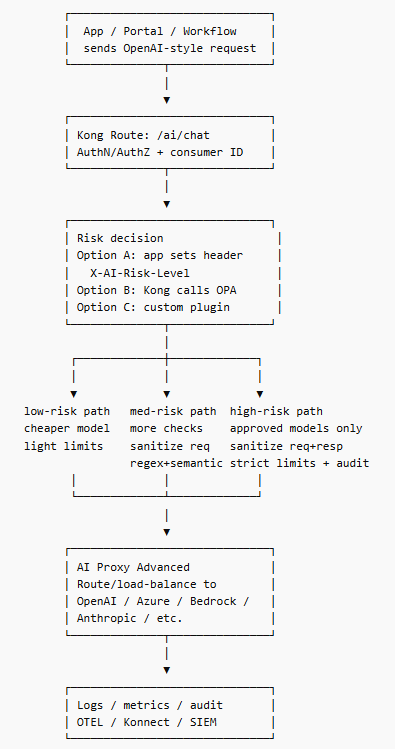 App / Portal / Workflow
sends OpenAI-style request
Kong Route: /ai/chat
AuthN/AuthZ + consumer ID
Risk decision
Option A: app sets header
X-AI-Risk-Level
Option B: Kong calls OPA
Option C: custom plugin
low-risk path med-risk path high-risk path
cheaper model more checks approved models only
light limits sanitize req sanitize req+resp
regex+semantic strict limits + audit
AI Proxy Advanced
Route/load-balance to
OpenAI / Azure / Bedrock /
Anthropic / etc.
Logs / metrics / audit
OTEL / Konnect / SIEM